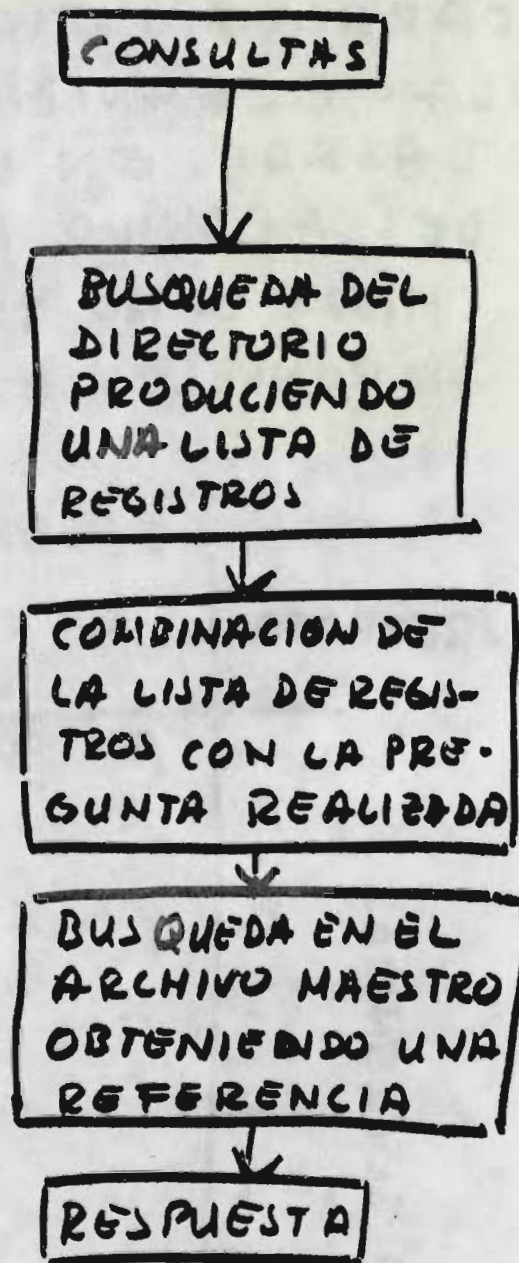 CONSULTAS
BUSQUEDA DEL
DIRECTORIO
PRODUCIENDO
UNA LISTA DE
REGISTROS
COMBINACION DE
LA LISTA DE REGIS-
TROS CON LA PRE-
GUNTA REALIZADA
BUSQUEDA EN EL
ARCHIVO MAESTRO
OBTENIENDO UNA
REFERENCIA
RESPUESTA